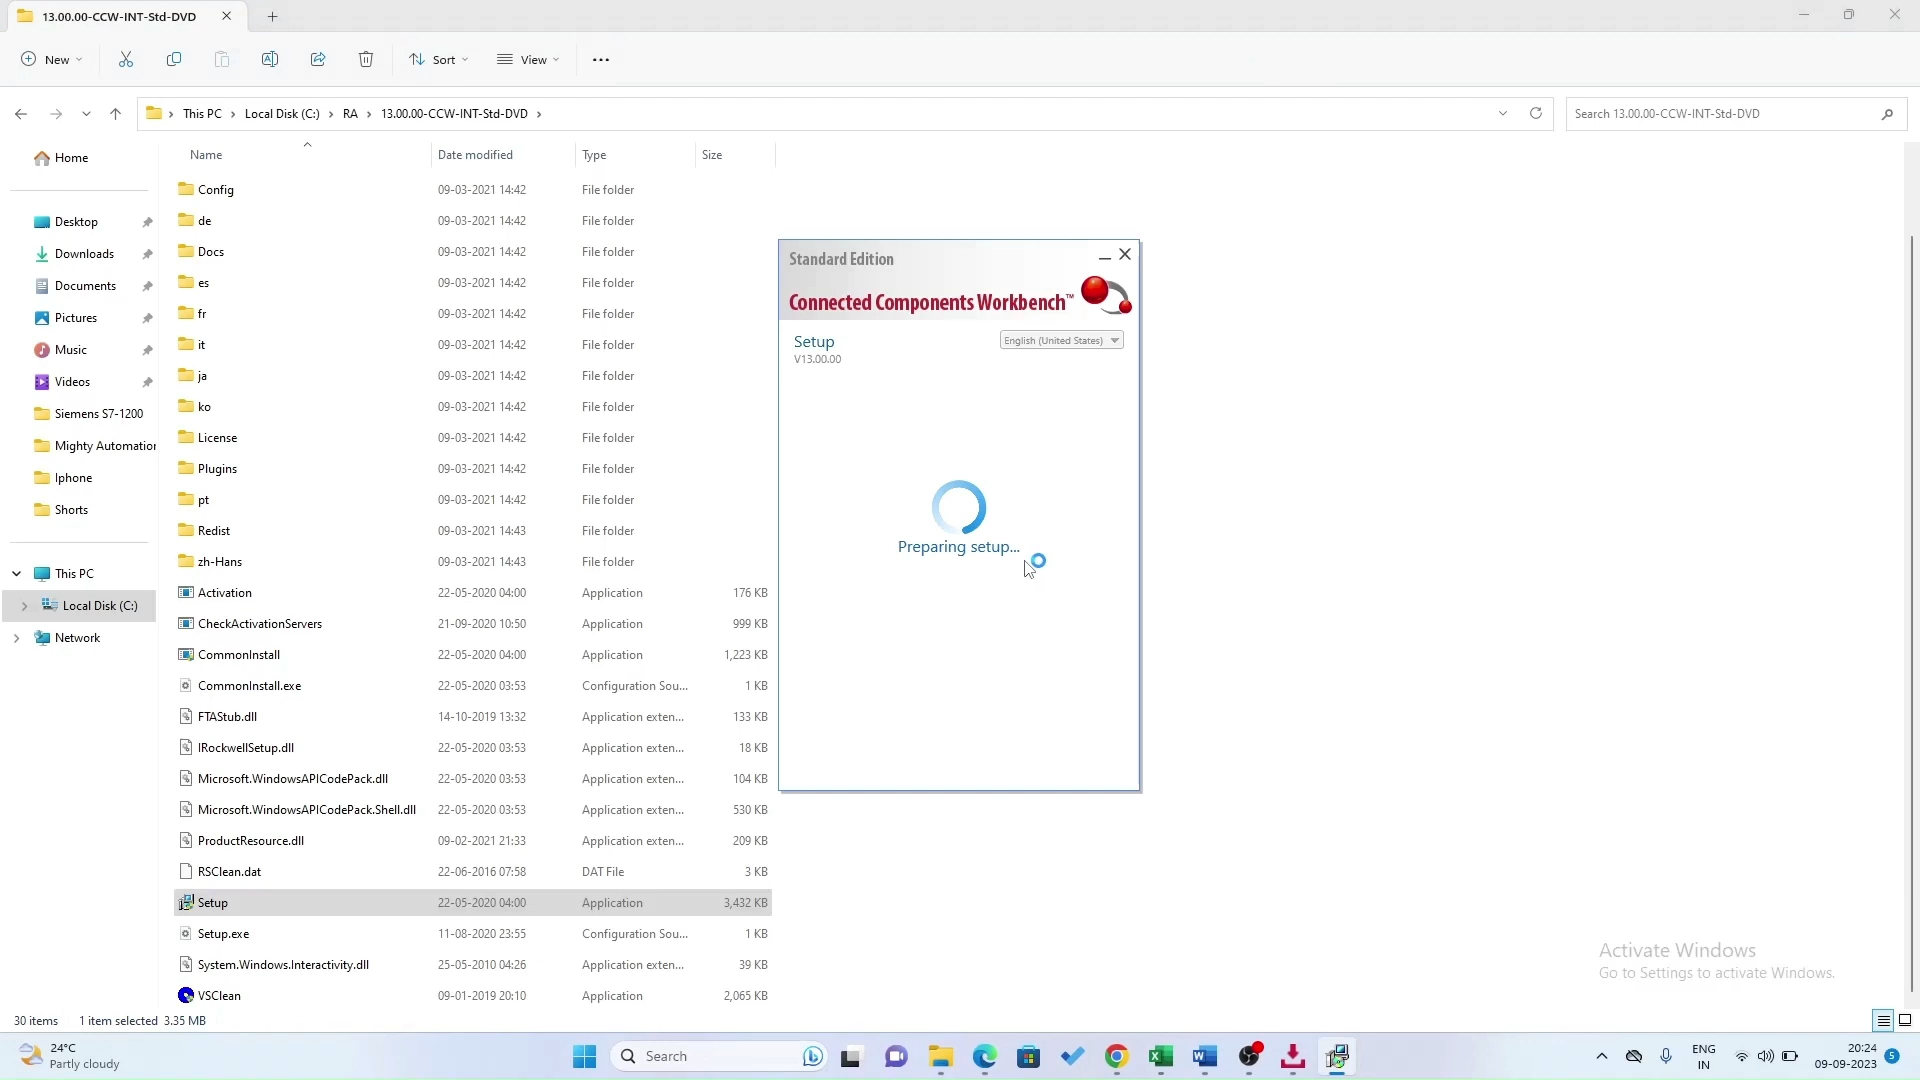 13.00.00-CCW-INT-Std-DVD
New
Sort
View
This PC
Local Disk (C:)
RA
13.00.00-CCW-INT-Std-DVD
Search 13.00.00-CCW-INT-Std-DVD
Home
Desktop
Downloads
Documents
Pictures
Music
Videos
Siemens S7-1200
Mighty Automation
Iphone
Shorts
This PC
Local Disk (C:)
Network
Name Date modified Type Size
Config 09-03-2021 14:42 File folder
de 09-03-2021 14:42 File folder
Docs 09-03-2021 14:42 File folder
es 09-03-2021 14:42 File folder
fr 09-03-2021 14:42 File folder
it 09-03-2021 14:42 File folder
ja 09-03-2021 14:42 File folder
ko 09-03-2021 14:42 File folder
License 09-03-2021 14:42 File folder
Plugins 09-03-2021 14:42 File folder
pt 09-03-2021 14:42 File folder
Redist 09-03-2021 14:43 File folder
zh-Hans 09-03-2021 14:43 File folder
Activation 22-05-2020 04:00 Application 176 KB
CheckActivationServers 21-09-2020 10:50 Application 999 KB
CommonInstall 22-05-2020 04:00 Application 1,223 KB
CommonInstall.exe 22-05-2020 03:53 Configuration Sou... 1 KB
FTAStub.dll 14-10-2019 13:32 Application exten... 133 KB
IRockwellSetup.dll 22-05-2020 03:53 Application exten... 18 KB
Microsoft.WindowsAPICodePack.dll 22-05-2020 03:53 Application exten... 104 KB
Microsoft.WindowsAPICodePack.Shell.dll 22-05-2020 03:53 Application exten... 530 KB
ProductResource.dll 09-02-2021 21:33 Application exten... 209 KB
RSClean.dat 22-06-2016 07:58 DAT File 3 KB
Setup 22-05-2020 04:00 Application 3,432 KB
Setup.exe 11-08-2020 23:55 Configuration Sou... 1 KB
System.Windows.Interactivity.dll 25-05-2010 04:26 Application exten... 39 KB
VSClean 09-01-2019 20:10 Application 2,065 KB
Standard Edition
Connected Components Workbench™
Setup
V13.00.00
English (United States)
Preparing setup...
Activate Windows
Go to Settings to activate Windows.
30 items 1 item selected 3.35 MB
24°C
Partly cloudy
Search
ENG
IN
20:24
09-09-2023
5